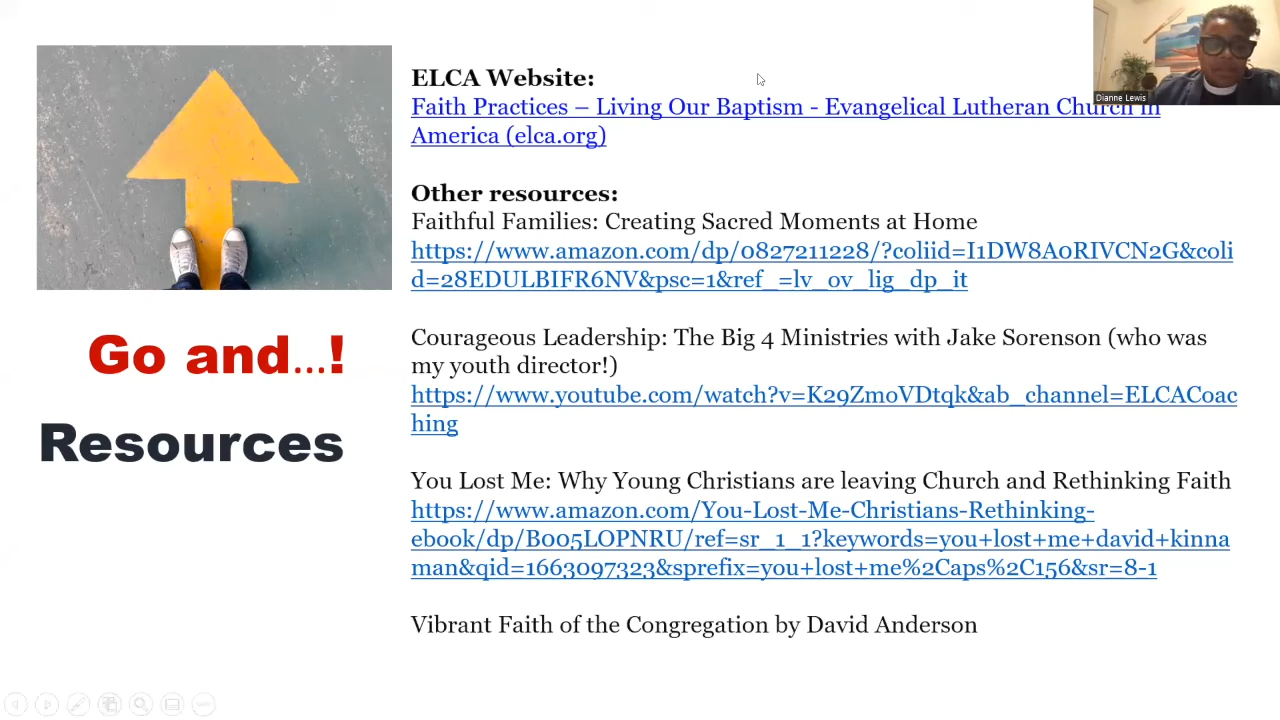 Dianne Lewis
ELCA Website:
Faith Practices – Living Our Baptism - Evangelical Lutheran Church in
America (elca.org)
Other resources:
Faithful Families: Creating Sacred Moments at Home
https://www.amazon.com/dp/0827211228/?coliid=I1DW8A0RIVCN2G&coli
d=28EDULBIFR6NV&psc=1&ref_=lv_ov_lig_dp_it
Go and...!
Resources
Courageous Leadership: The Big 4 Ministries with Jake Sorenson (who was
my youth director!)
https://www.youtube.com/watch?v=K29ZmoVDtqk&ab_channel=ELCACoac
hing
You Lost Me: Why Young Christians are leaving Church and Rethinking Faith
https://www.amazon.com/You-Lost-Me-Christians-Rethinking-
ebook/dp/B005LOPNRU/ref=sr_1_1?keywords=you+lost+me+david+kinna
man&qid=1663097323&sprefix=you+lost+me%2Caps%2C156&sr=8-1
Vibrant Faith of the Congregation by David Anderson